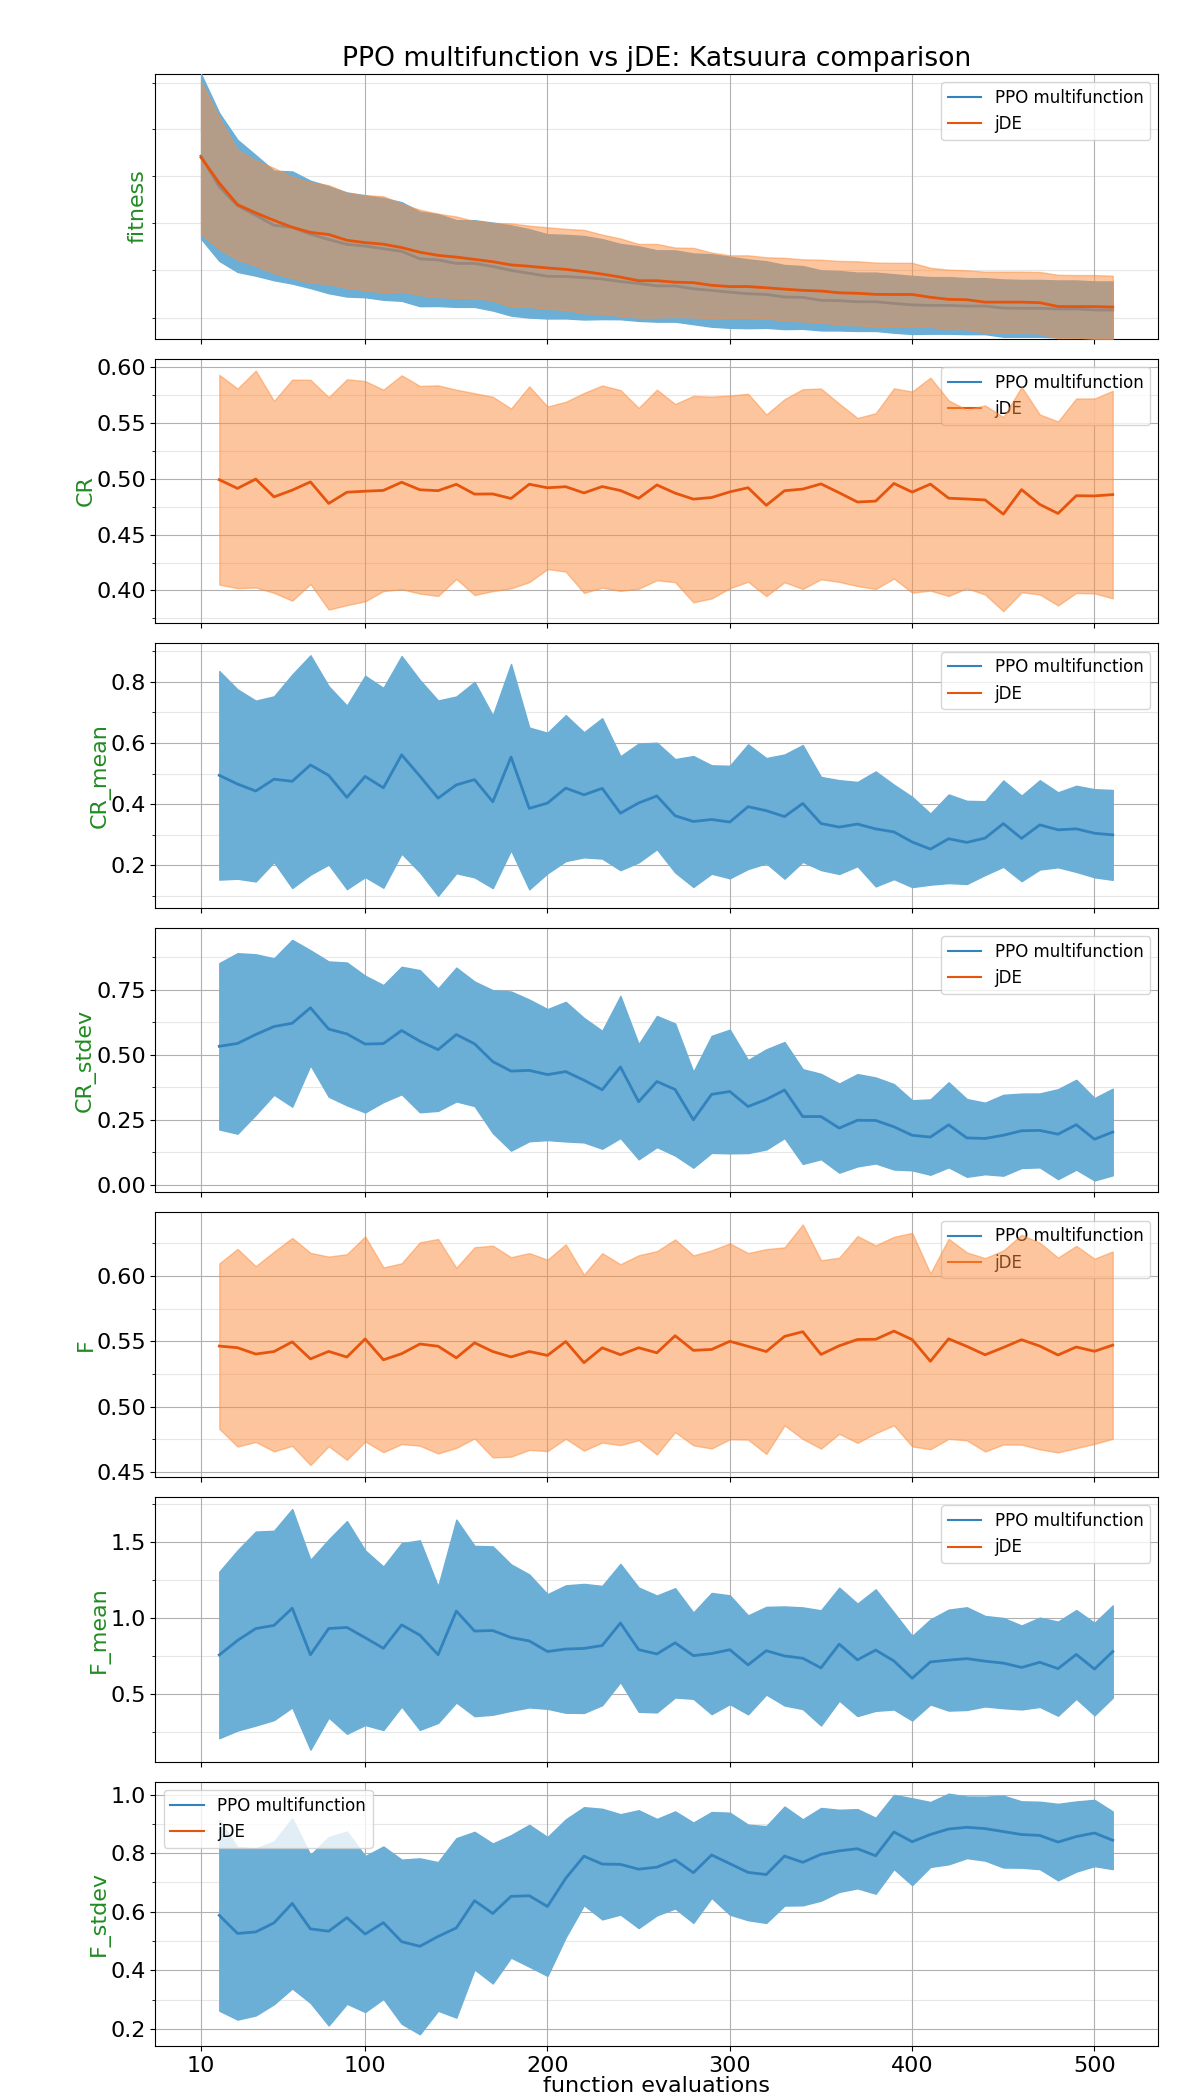 PPO multifunction vs jDE: Katsuura comparison
fitness
PPO multifunction
jDE
CR
0.60
0.55
0.50
0.45
0.40
PPO multifunction
jDE
CR_mean
0.8
0.6
0.4
0.2
PPO multifunction
jDE
CR_stdev
0.75
0.50
0.25
0.00
PPO multifunction
jDE
F
0.60
0.55
0.50
0.45
PPO multifunction
jDE
F_mean
1.5
1.0
0.5
PPO multifunction
jDE
F_stdev
1.0
0.8
0.6
0.4
0.2
PPO multifunction
jDE
10 100 200 300 400 500
function evaluations